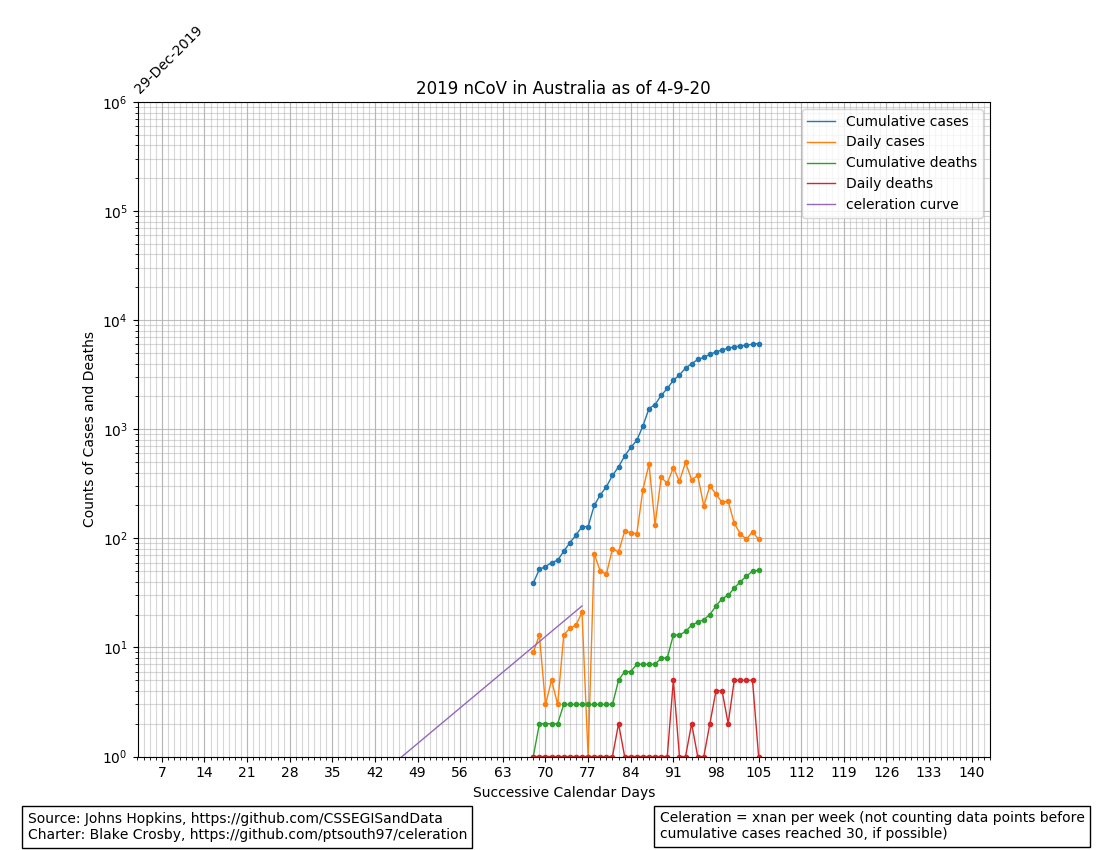 29-Dec-2019
2019 nCoV in Australia as of 4-9-20
10^6
10^5
10^4
10^3
10^2
10^1
10^0
Counts of Cases and Deaths
Cumulative cases
Daily cases
Cumulative deaths
Daily deaths
celeration curve
7 14 21 28 35 42 49 56 63 70 77 84 91 98 105 112 119 126 133 140
Successive Calendar Days
Source: Johns Hopkins, https://github.com/CSSEGISandData
Charter: Blake Crosby, https://github.com/ptsouth97/celeration
Celeration = xnan per week (not counting data points before
cumulative cases reached 30, if possible)